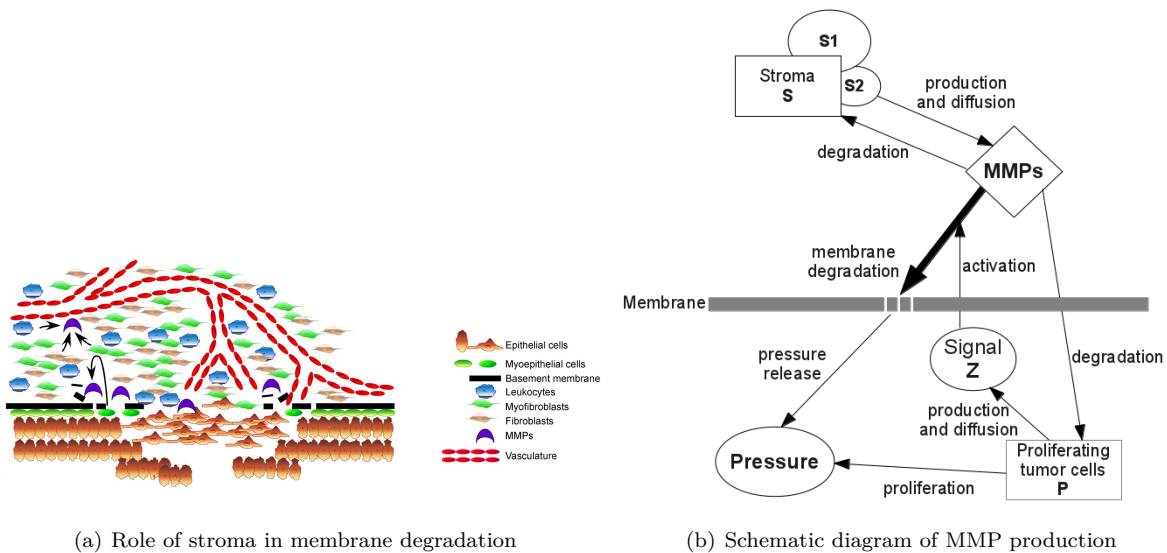 Epithelial cells
Myoepithelial cells
Basement membrane
Leukocytes
Myofibroblasts
Fibroblasts
MMPs
Vasculature
(a) Role of stroma in membrane degradation
S1
Stroma
S
S2
production
and diffusion
degradation
MMPs
membrane
degradation
activation
Membrane
pressure
release
Signal
Z
degradation
production
and diffusion
Pressure
proliferation
Proliferating
tumor cells
P
(b) Schematic diagram of MMP production